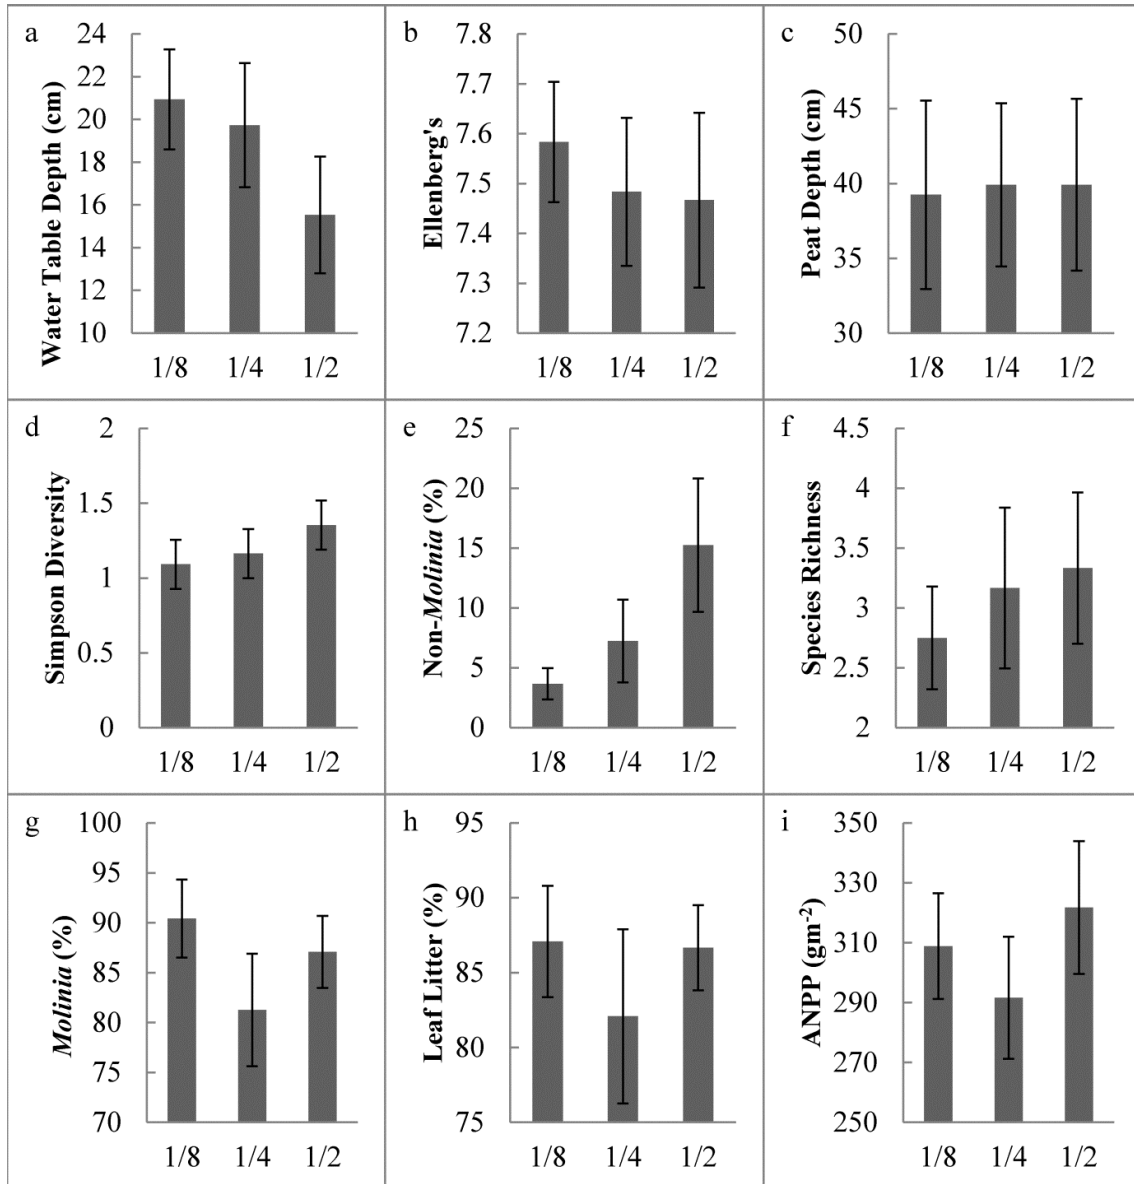 a
Water Table Depth (cm)
24
22
20
18
16
14
12
10
1/8 1/4 1/2
b
Ellenberg's
7.8
7.7
7.6
7.5
7.4
7.3
7.2
1/8 1/4 1/2
c
Peat Depth (cm)
50
45
40
35
30
1/8 1/4 1/2
d
Simpson Diversity
2
1.5
1
0.5
0
1/8 1/4 1/2
e
Non-Molinia (%)
25
20
15
10
5
0
1/8 1/4 1/2
f
Species Richness
4.5
4
3.5
3
2.5
2
1/8 1/4 1/2
g
Molinia (%)
100
95
90
85
80
75
70
1/8 1/4 1/2
h
Leaf Litter (%)
95
90
85
80
75
1/8 1/4 1/2
i
ANPP (gm⁻²)
350
330
310
290
270
250
1/8 1/4 1/2